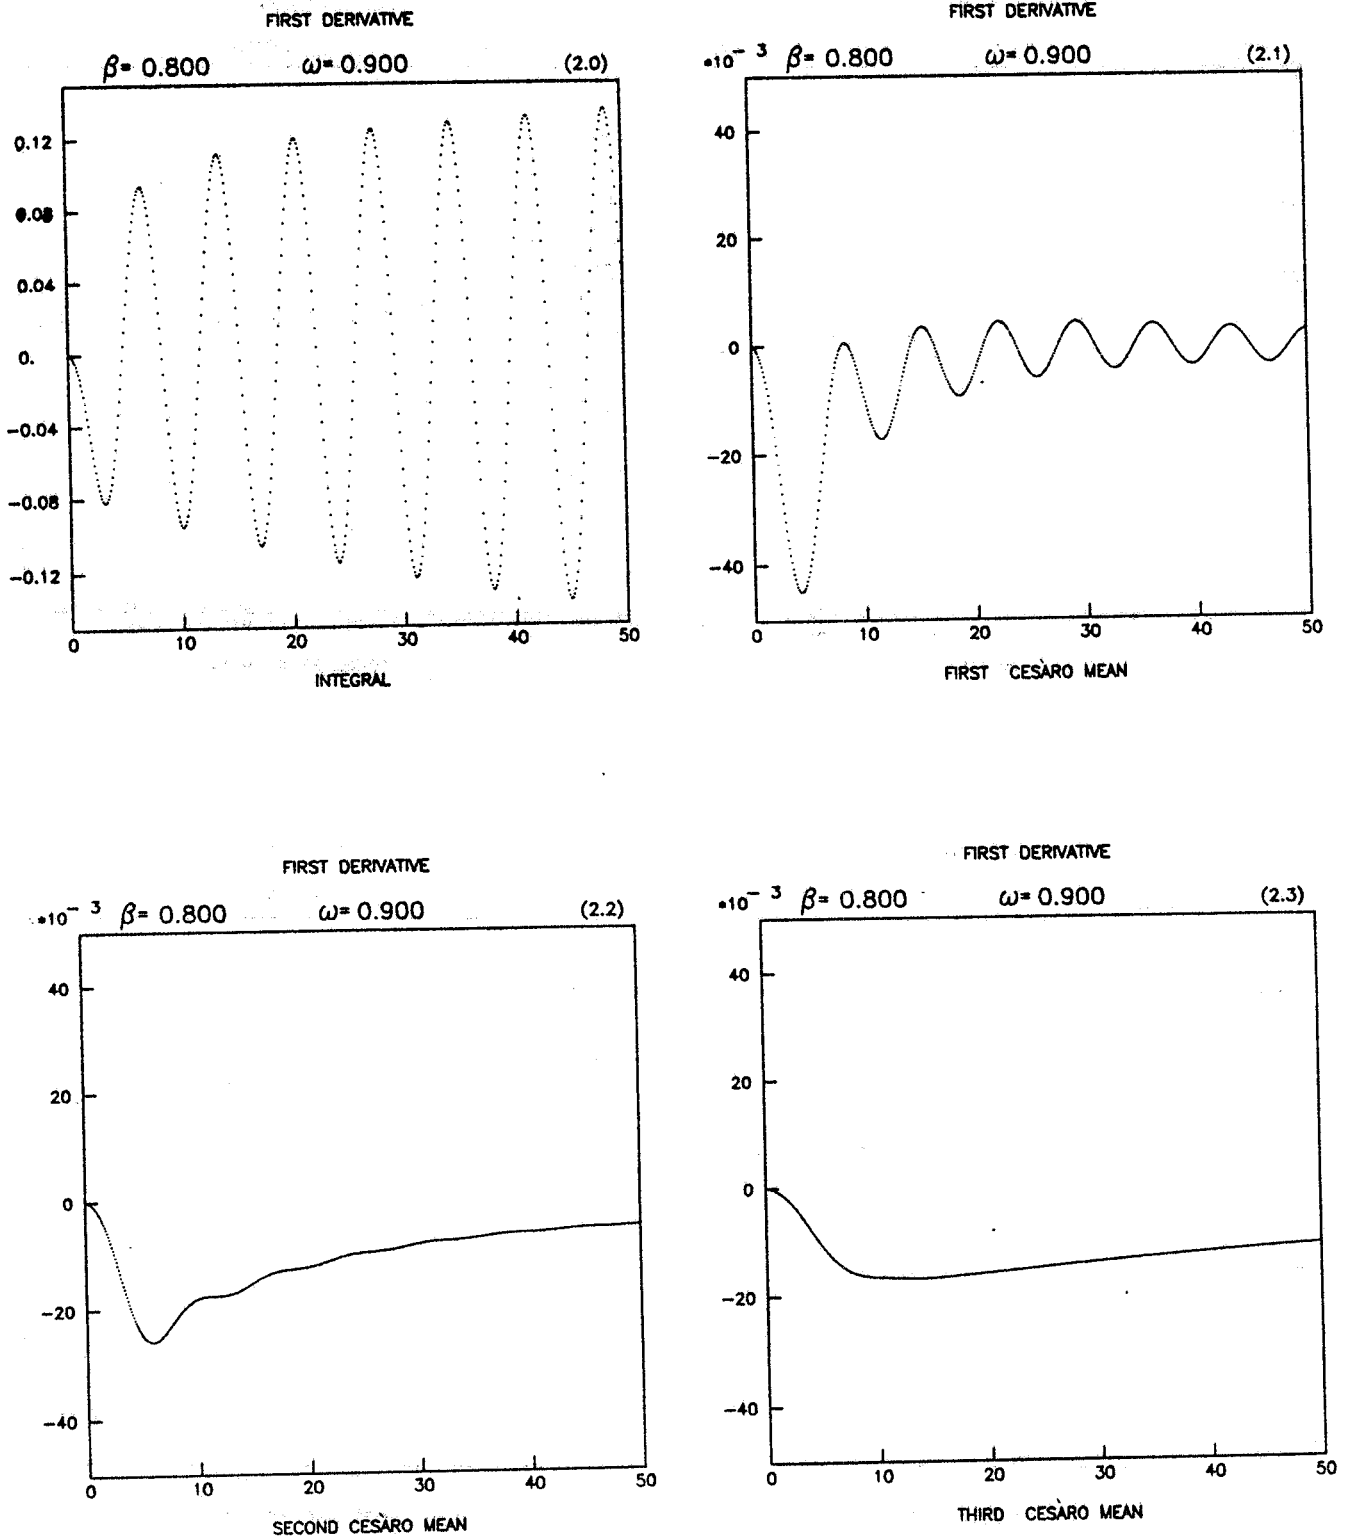 FIRST DERIVATIVE
β= 0.800 ω= 0.900 (2.0)
0.12
0.08
0.04
0.
-0.04
-0.08
-0.12
0 10 20 30 40 50
INTEGRAL
FIRST DERIVATIVE
*10^-3 β= 0.800 ω= 0.900 (2.1)
40
20
0
-20
-40
0 10 20 30 40 50
FIRST CESÀRO MEAN
FIRST DERIVATIVE
*10^-3 β= 0.800 ω= 0.900 (2.2)
40
20
0
-20
-40
0 10 20 30 40 50
SECOND CESÀRO MEAN
FIRST DERIVATIVE
*10^-3 β= 0.800 ω= 0.900 (2.3)
40
20
0
-20
-40
0 10 20 30 40 50
THIRD CESÀRO MEAN